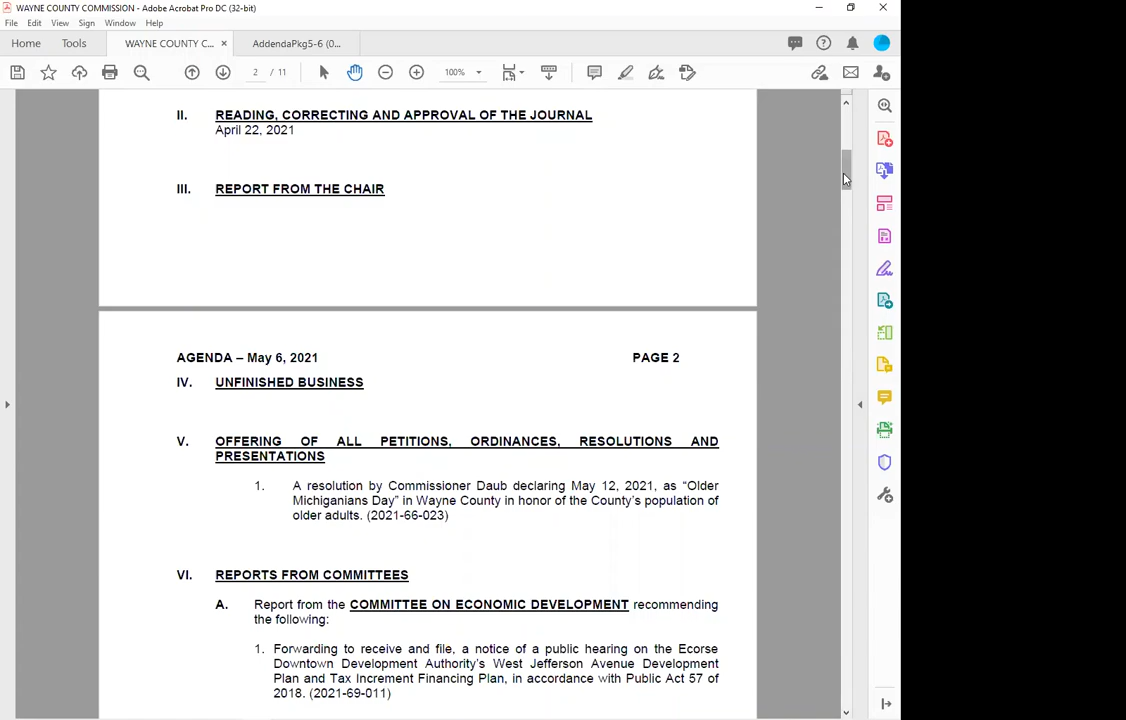 WAYNE COUNTY COMMISSION - Adobe Acrobat Pro DC (32-bit)
File Edit View Sign Window Help
Home Tools WAYNE COUNTY C... × AddendaPkg5-6 (0...
2 / 11 100%
II. READING, CORRECTING AND APPROVAL OF THE JOURNAL
April 22, 2021
III. REPORT FROM THE CHAIR
AGENDA – May 6, 2021 PAGE 2
IV. UNFINISHED BUSINESS
V. OFFERING OF ALL PETITIONS, ORDINANCES, RESOLUTIONS AND
PRESENTATIONS
1. A resolution by Commissioner Daub declaring May 12, 2021, as “Older
Michiganians Day” in Wayne County in honor of the County’s population of
older adults. (2021-66-023)
VI. REPORTS FROM COMMITTEES
A. Report from the COMMITTEE ON ECONOMIC DEVELOPMENT recommending
the following:
1. Forwarding to receive and file, a notice of a public hearing on the Ecorse
Downtown Development Authority’s West Jefferson Avenue Development
Plan and Tax Increment Financing Plan, in accordance with Public Act 57 of
2018. (2021-69-011)